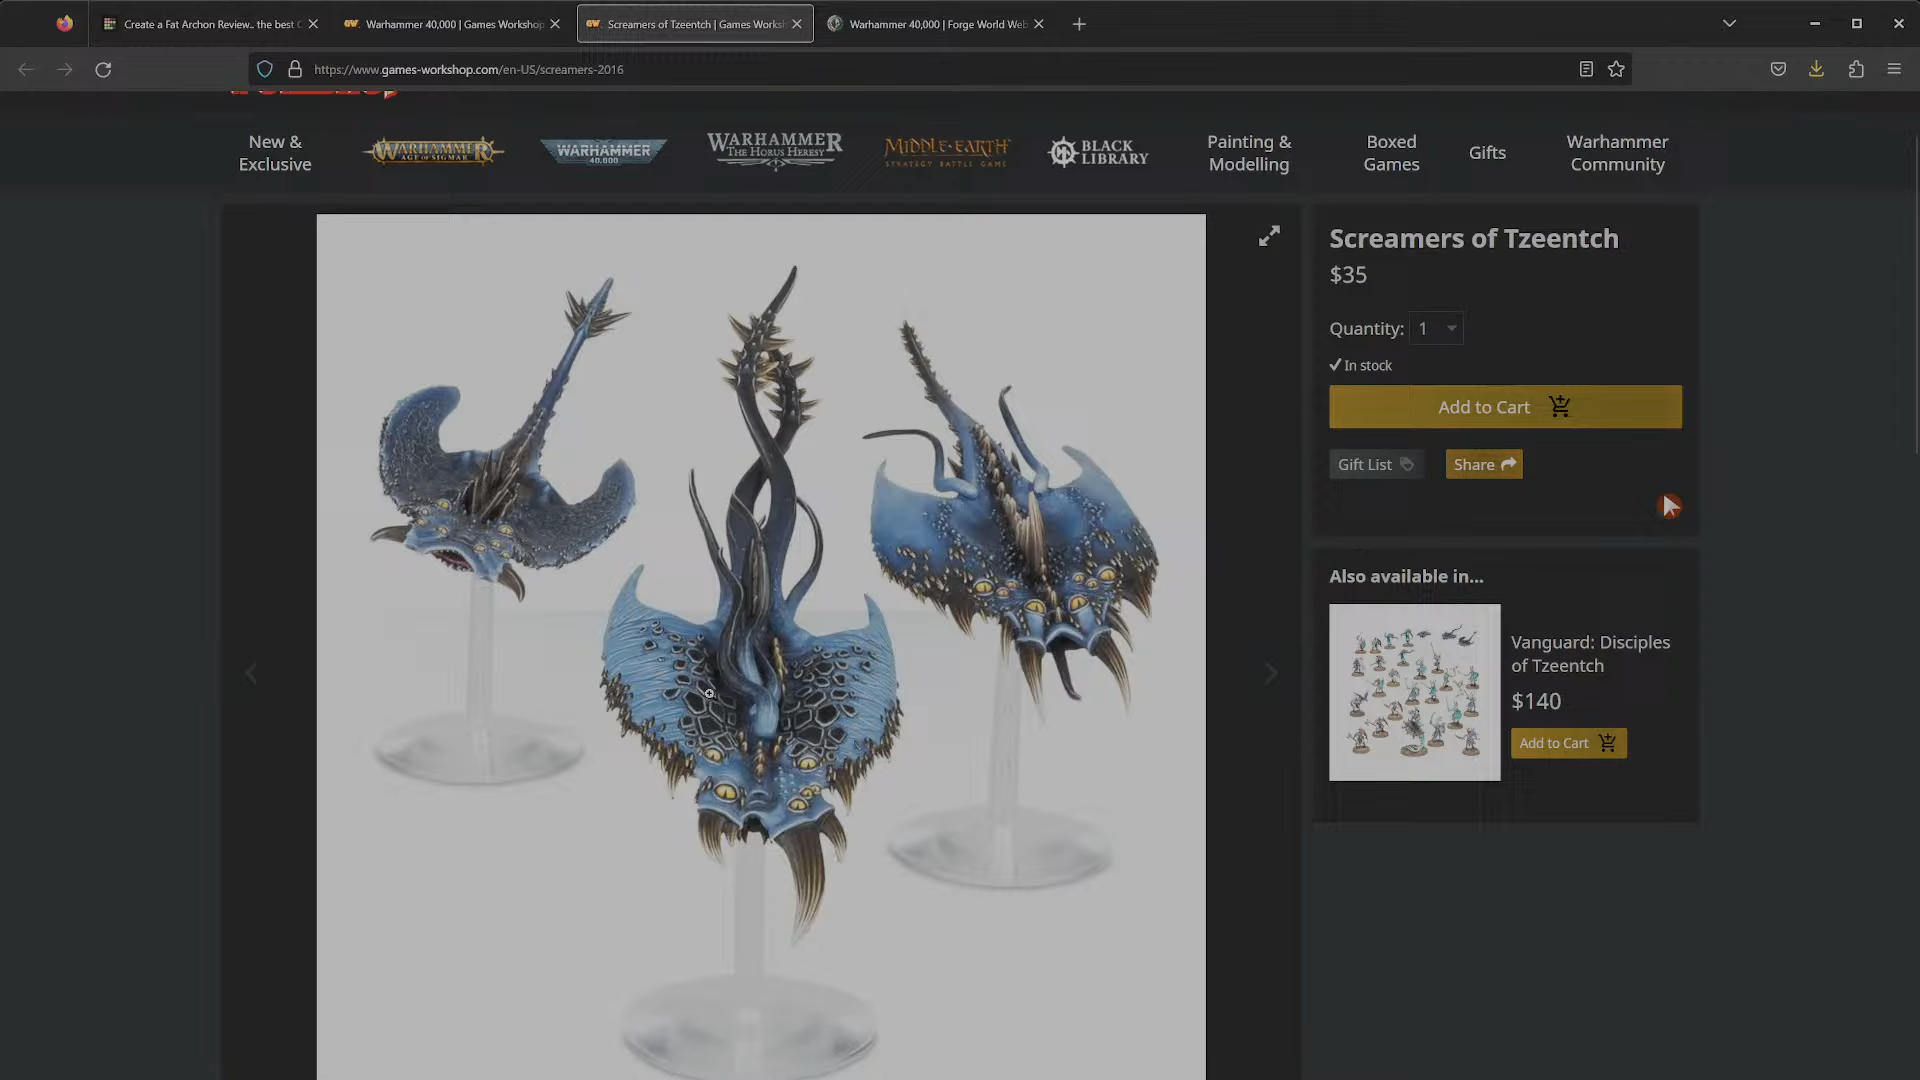 Create a Fat Archon Review.. the best C
Warhammer 40,000 | Games Workshop
Screamers of Tzeentch | Games Works
Warhammer 40,000 | Forge World Web
https://www.games-workshop.com/en-US/screamers-2016
New &
Exclusive
WARHAMMER
AGE OF SIGMAR
WARHAMMER
40,000
WARHAMMER
THE HORUS HERESY
MIDDLE-EARTH
STRATEGY BATTLE GAME
BLACK
LIBRARY
Painting &
Modelling
Boxed
Games
Gifts
Warhammer
Community
Screamers of Tzeentch
$35
Quantity: 1
In stock
Add to Cart
Gift List
Share
Also available in...
Vanguard: Disciples
of Tzeentch
$140
Add to Cart